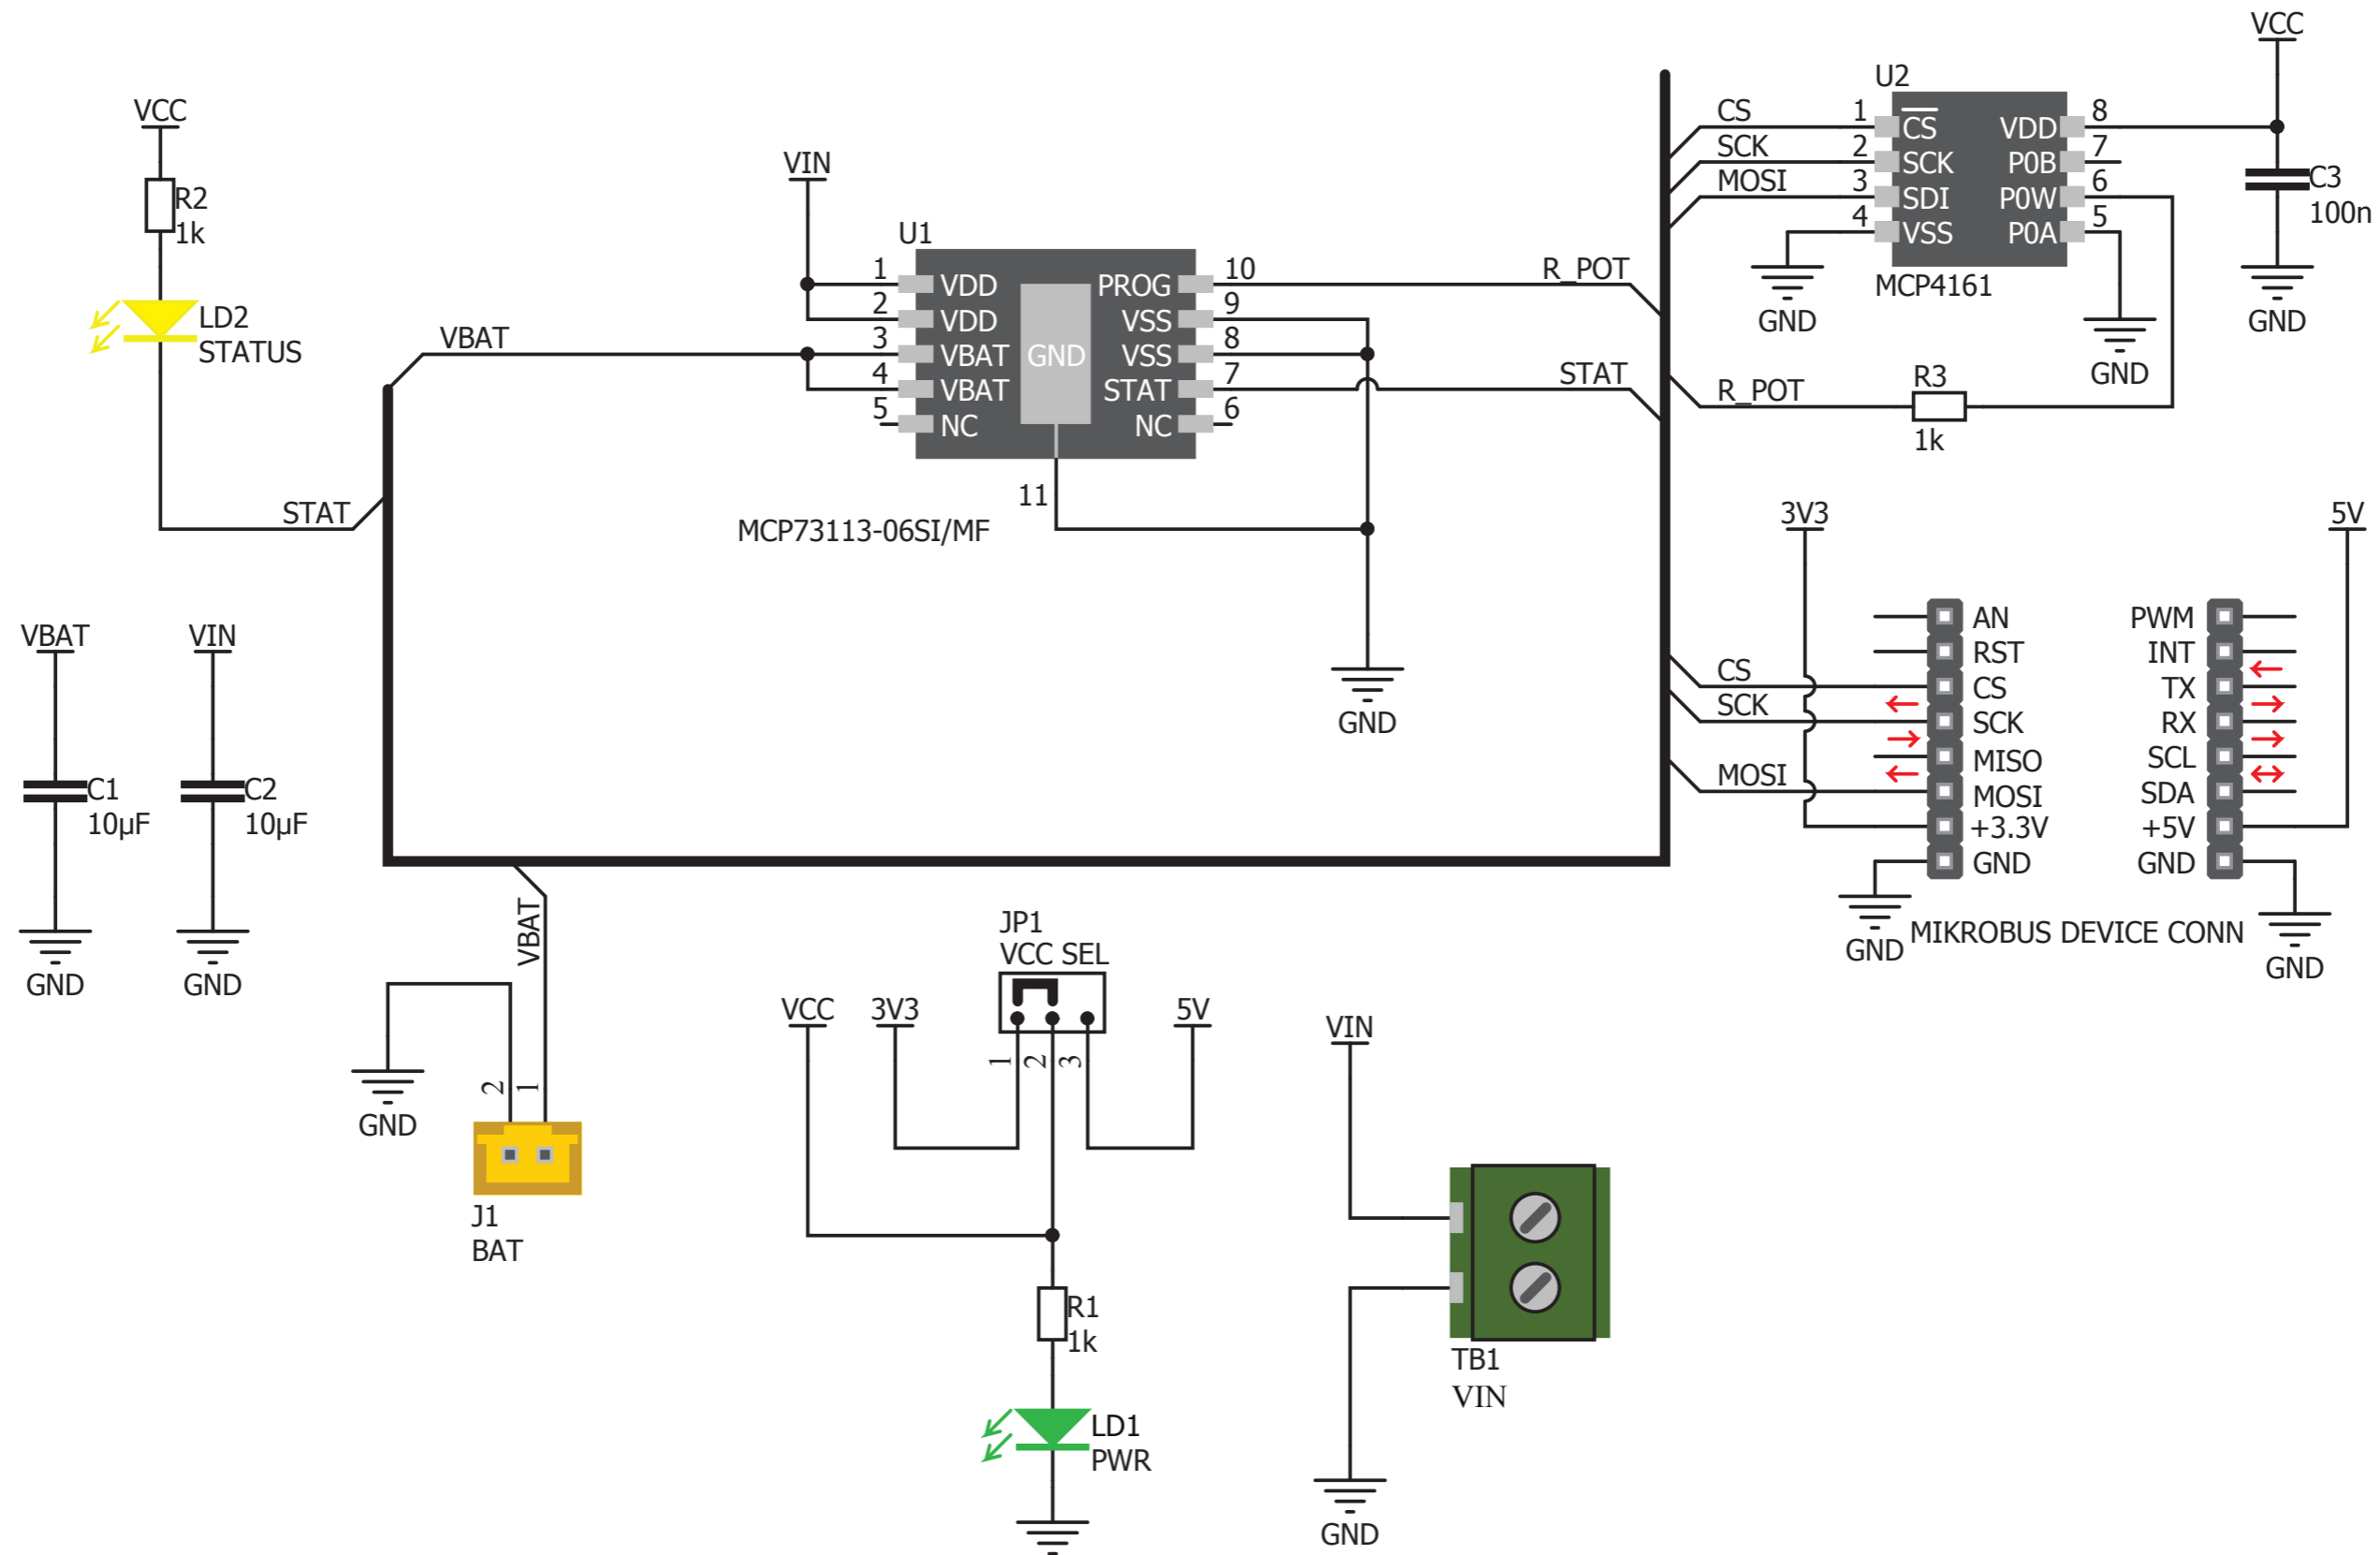 VCC
R2
1k
LD2
STATUS
STAT
VBAT
C1
10µF
GND
VIN
C2
10µF
GND
VBAT
VIN
U1
1 VDD
2 VDD
3 VBAT
4 VBAT
5 NC
GND
PROG 10
VSS 9
VSS 8
STAT 7
NC 6
11
MCP73113-06SI/MF
R_POT
STAT
GND
VCC
U2
CS 1 CS
SCK 2 SCK
MOSI 3 SDI
4 VSS
VDD 8
P0B 7
P0W 6
P0A 5
MCP4161
GND
GND
C3
100n
GND
R_POT
R3
1k
3V3
5V
AN
RST
CS CS
SCK SCK
MISO
MOSI MOSI
+3.3V
GND
PWM
INT
TX
RX
SCL
SDA
+5V
GND
GND
MIKROBUS DEVICE CONN
GND
VBAT
GND
2 1
J1
BAT
JP1
VCC SEL
VCC
3V3
5V
1 2 3
R1
1k
LD1
PWR
VIN
TB1
VIN
GND